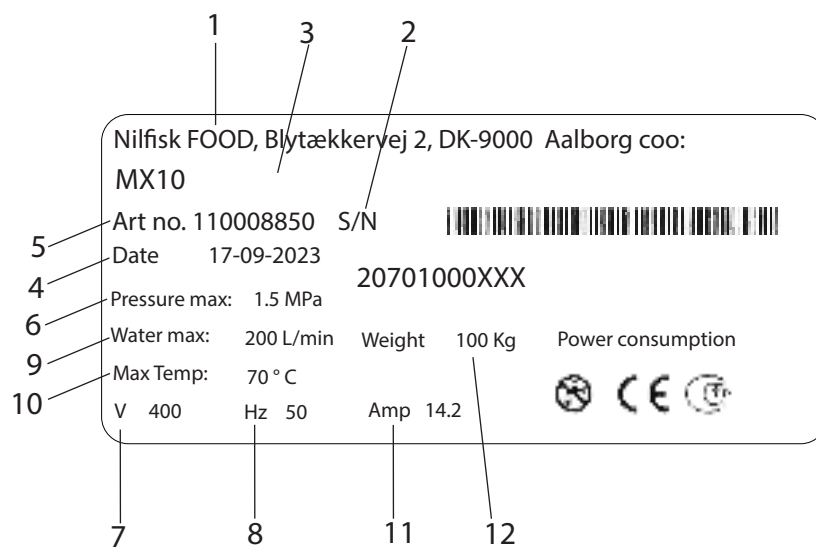 1 3 2
Nilfisk FOOD, Blytækkervej 2, DK-9000 Aalborg coo:
MX10
5 Art no. 110008850 S/N
4 Date 17-09-2023
20701000XXX
6 Pressure max: 1.5 MPa
9 Water max: 200 L/min Weight 100 Kg Power consumption
10 Max Temp: 70 ° C
V 400 Hz 50 Amp 14.2
CE
7 8 11 12